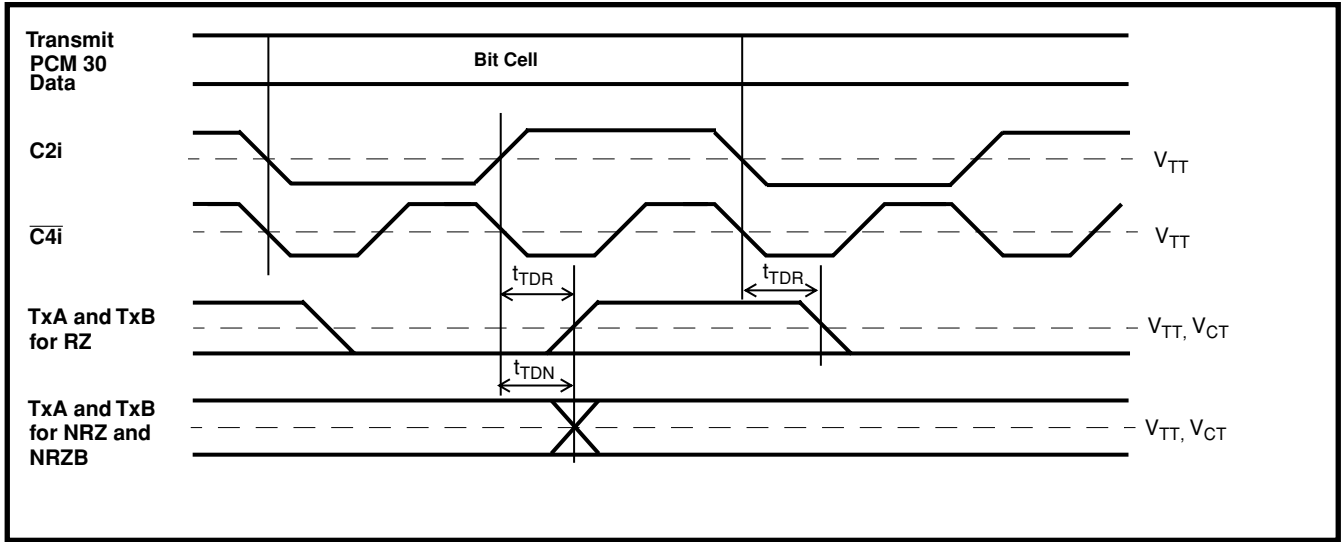 Transmit
PCM 30
Data
Bit Cell
C2i
V_TT
C̅4̅i̅
V_TT
t_TDR
t_TDR
TxA and TxB
for RZ
V_TT, V_CT
t_TDN
TxA and TxB
for NRZ and
NRZB
V_TT, V_CT